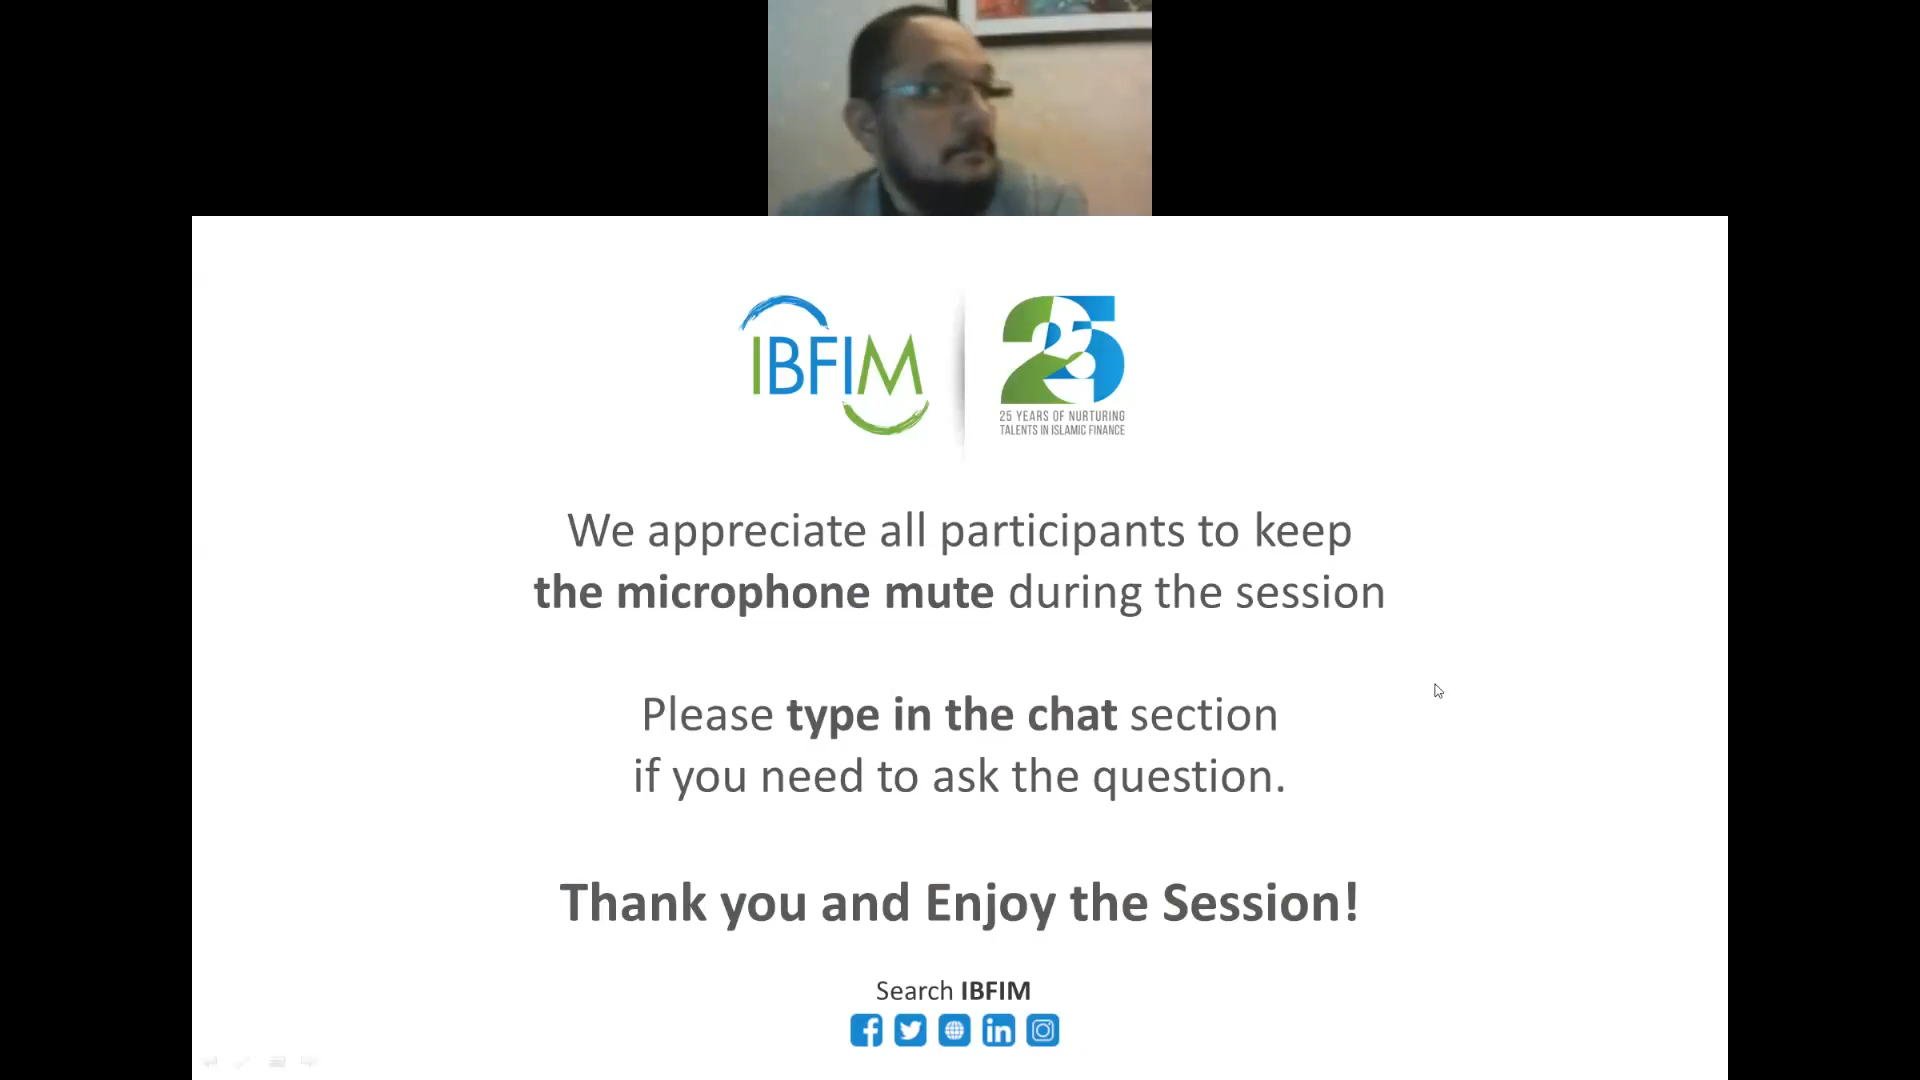 IBFIM
25
25 YEARS OF NURTURING
TALENTS IN ISLAMIC FINANCE
We appreciate all participants to keep
the microphone mute during the session
Please type in the chat section
if you need to ask the question.
Thank you and Enjoy the Session!
Search IBFIM